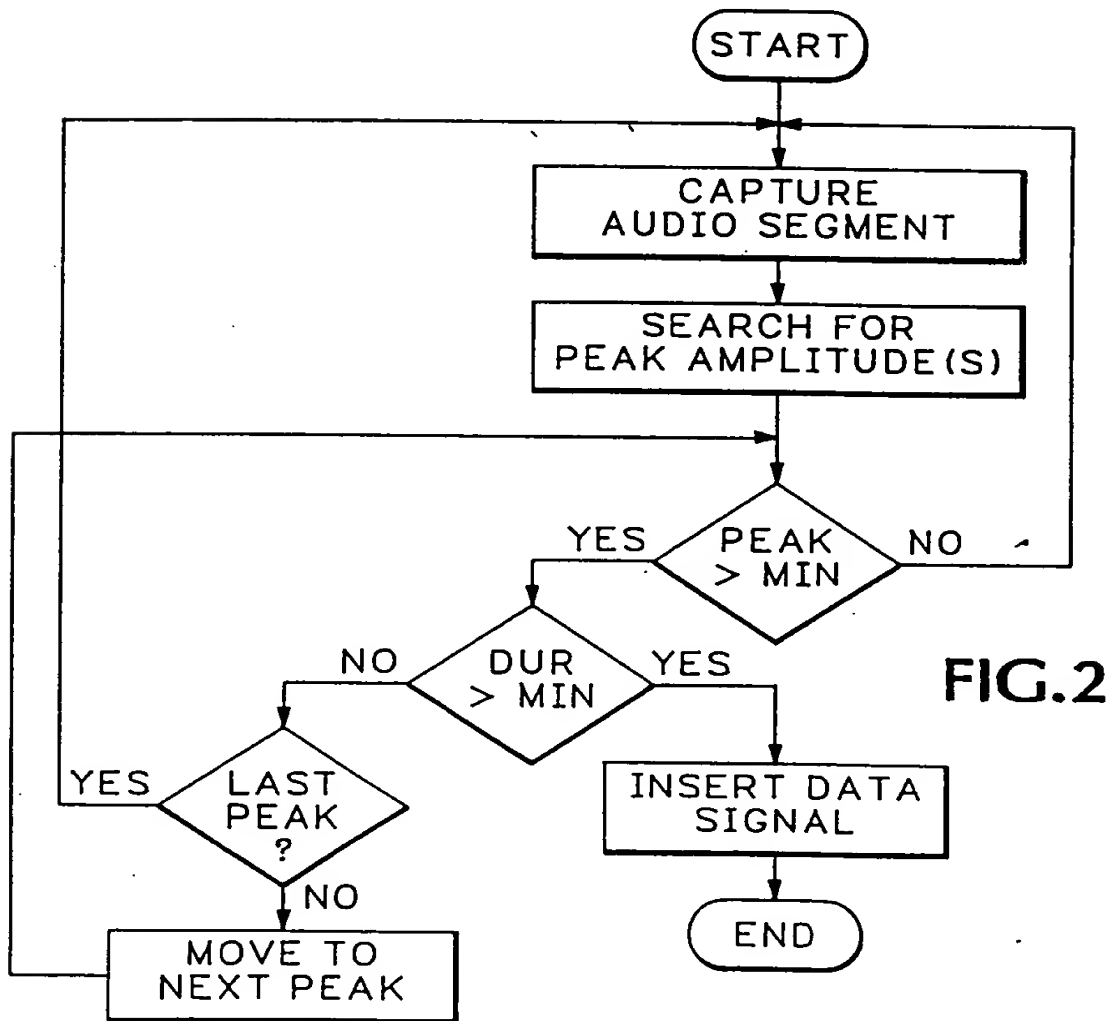 START
CAPTURE
AUDIO SEGMENT
SEARCH FOR
PEAK AMPLITUDE(S)
YES
PEAK
> MIN
NO
NO
DUR
> MIN
YES
FIG.2
YES
LAST
PEAK
?
INSERT DATA
SIGNAL
NO
MOVE TO
NEXT PEAK
END